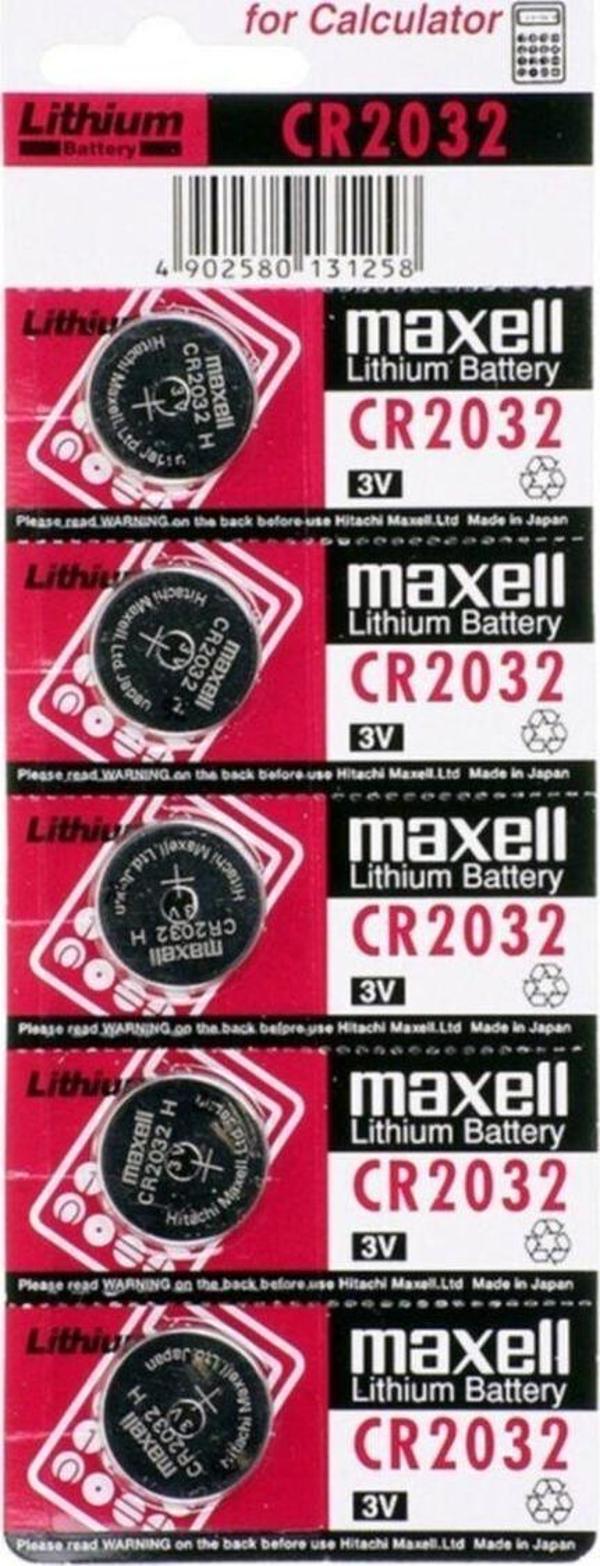 for Calculator
Lithium
Battery
CR2032
4 902580 131258
Lithiu
maxell
CR2032 H
3V
Hitachi Maxell, Ltd Japan
maxell
Lithium Battery
CR2032
3V
Please read WARNING on the back before use Hitachi Maxell.Ltd Made in Japan
Lithiu
maxell
CR2032
Hitachi Maxell, Ltd
maxell
Lithium Battery
CR2032
3V
Please read WARNING on the back before use Hitachi Maxell.Ltd Made in Japan
Lithiu
maxell
CR2032 H
3V
Hitachi Maxell, Ltd
maxell
Lithium Battery
CR2032
3V
Please read WARNING on the back before use Hitachi Maxell.Ltd Made in Japan
Lithiu
maxell
CR2032 H
3V
Hitachi Maxell Ltd
maxell
Lithium Battery
CR2032
3V
Please read WARNING on the back before use Hitachi Maxell.Ltd Made in Japan
Lithiu
maxell
CR2032 H
3V
Hitachi Maxell, Ltd Japan
maxell
Lithium Battery
CR2032
3V
Please read WARNING on the back before use Hitachi Maxell.Ltd Made in Japan